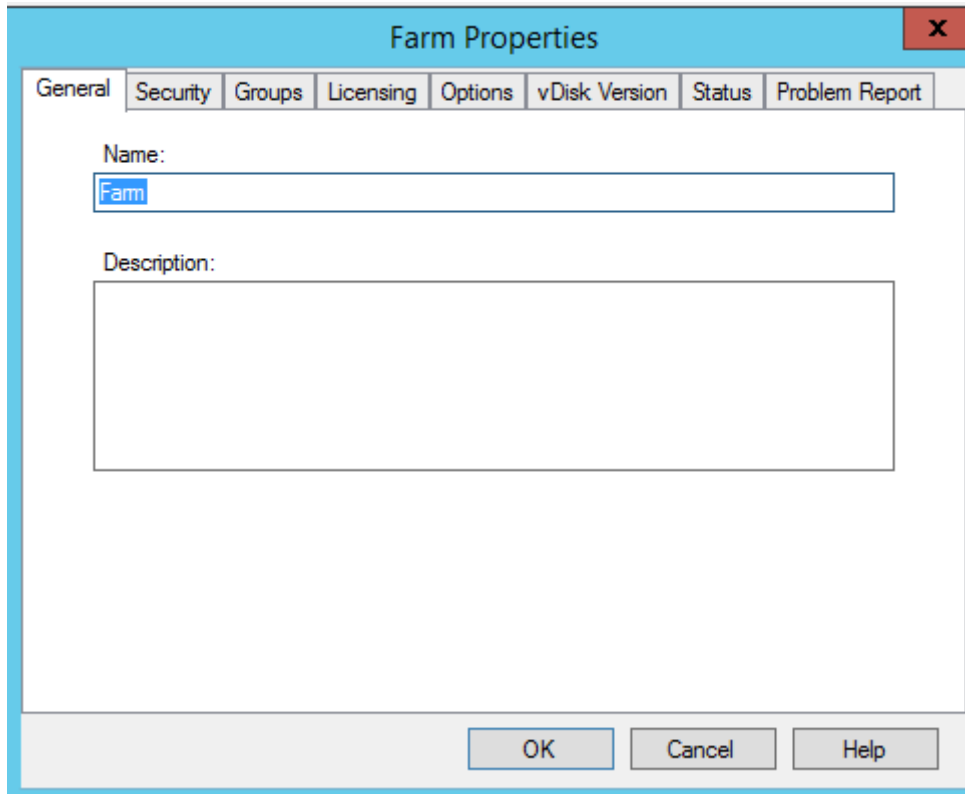 Farm Properties
x
General Security Groups Licensing Options vDisk Version Status Problem Report
Name:
Farm
Description:
OK Cancel Help